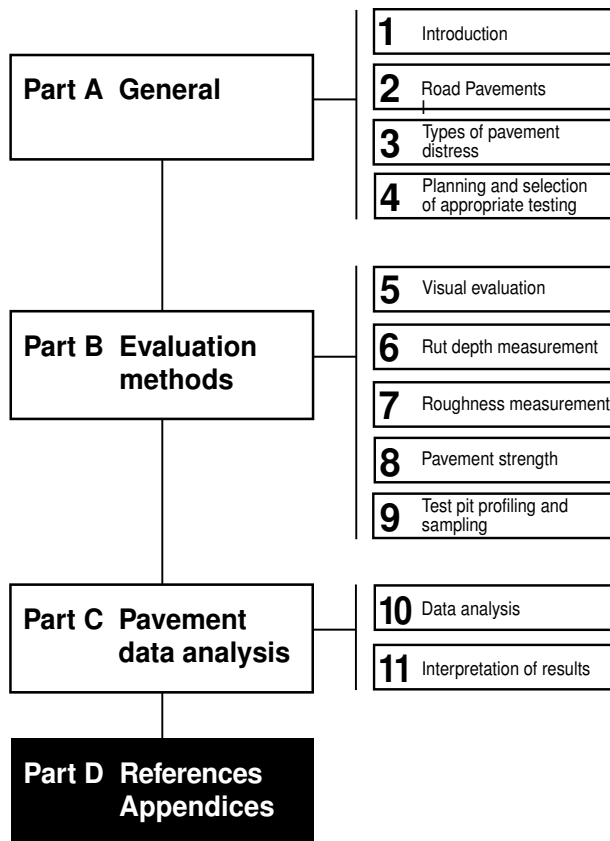 Part A General
1 Introduction
2 Road Pavements
3 Types of pavement
distress
4 Planning and selection
of appropriate testing
Part B Evaluation
methods
5 Visual evaluation
6 Rut depth measurement
7 Roughness measurement
8 Pavement strength
9 Test pit profiling and
sampling
Part C Pavement
data analysis
10 Data analysis
11 Interpretation of results
Part D References
Appendices